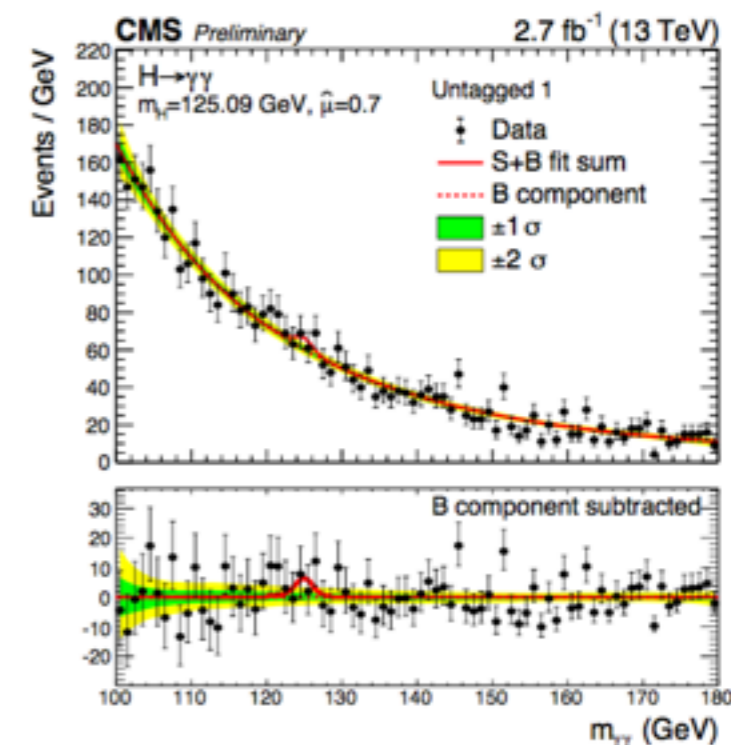 CMS Preliminary 2.7 fb⁻¹ (13 TeV)
Events / GeV
220
200
180
160
140
120
100
80
60
40
20
0
H→γγ
m_H=125.09 GeV, μ̂=0.7
Untagged 1
Data
S+B fit sum
B component
±1 σ
±2 σ
B component subtracted
30
20
10
0
-10
-20
100 110 120 130 140 150 160 170 180
m_γγ (GeV)